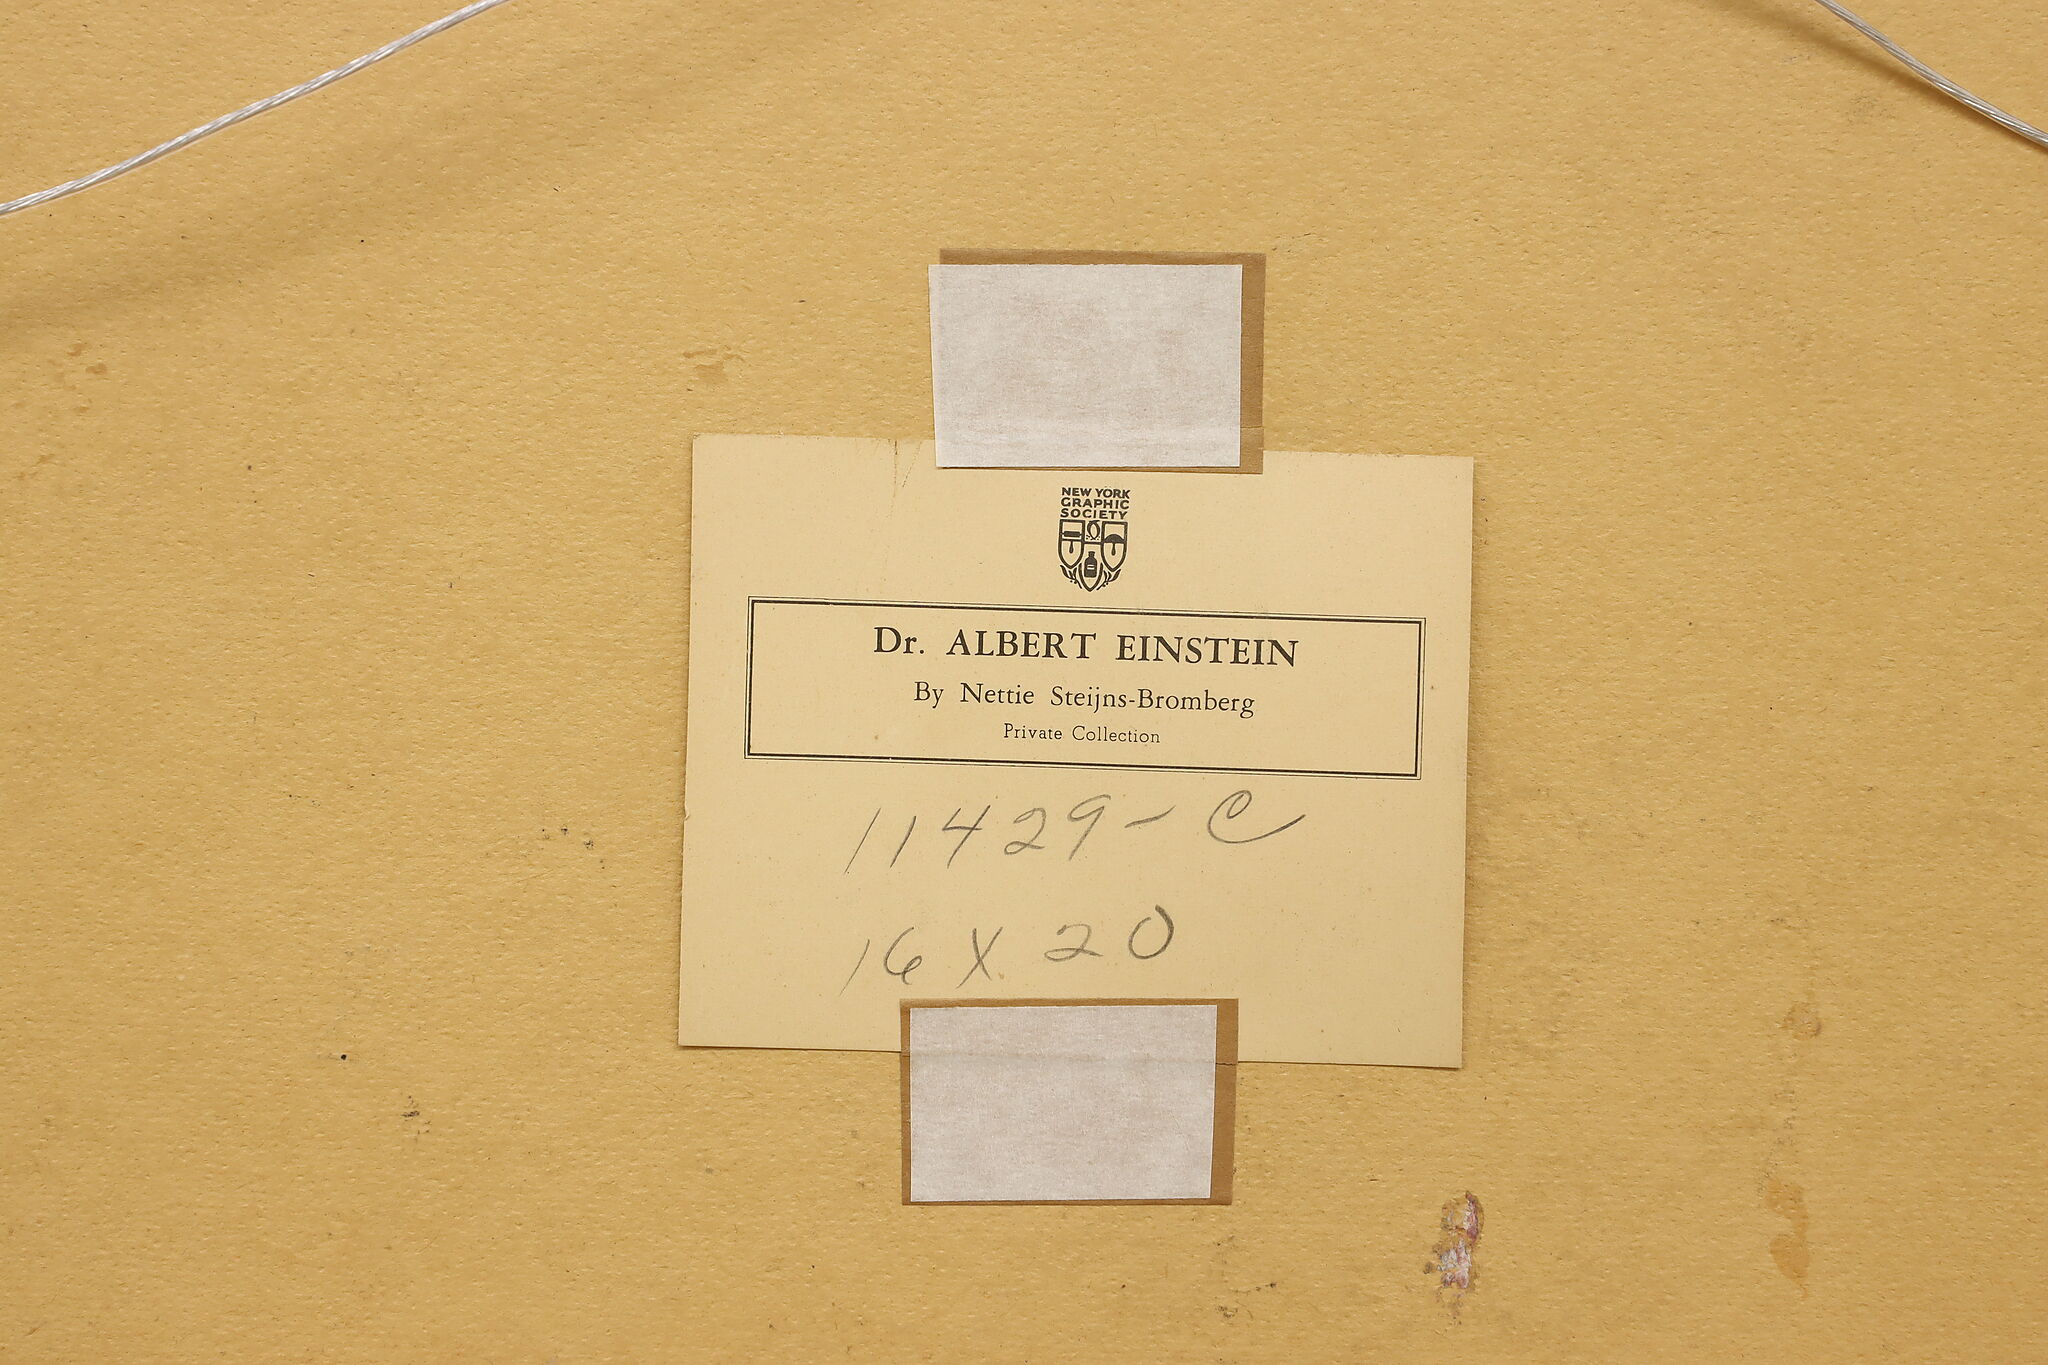 NEW YORK
GRAPHIC
SOCIETY
Dr. ALBERT EINSTEIN
By Nettie Steijns-Bromberg
Private Collection
11429-C
16 X 20